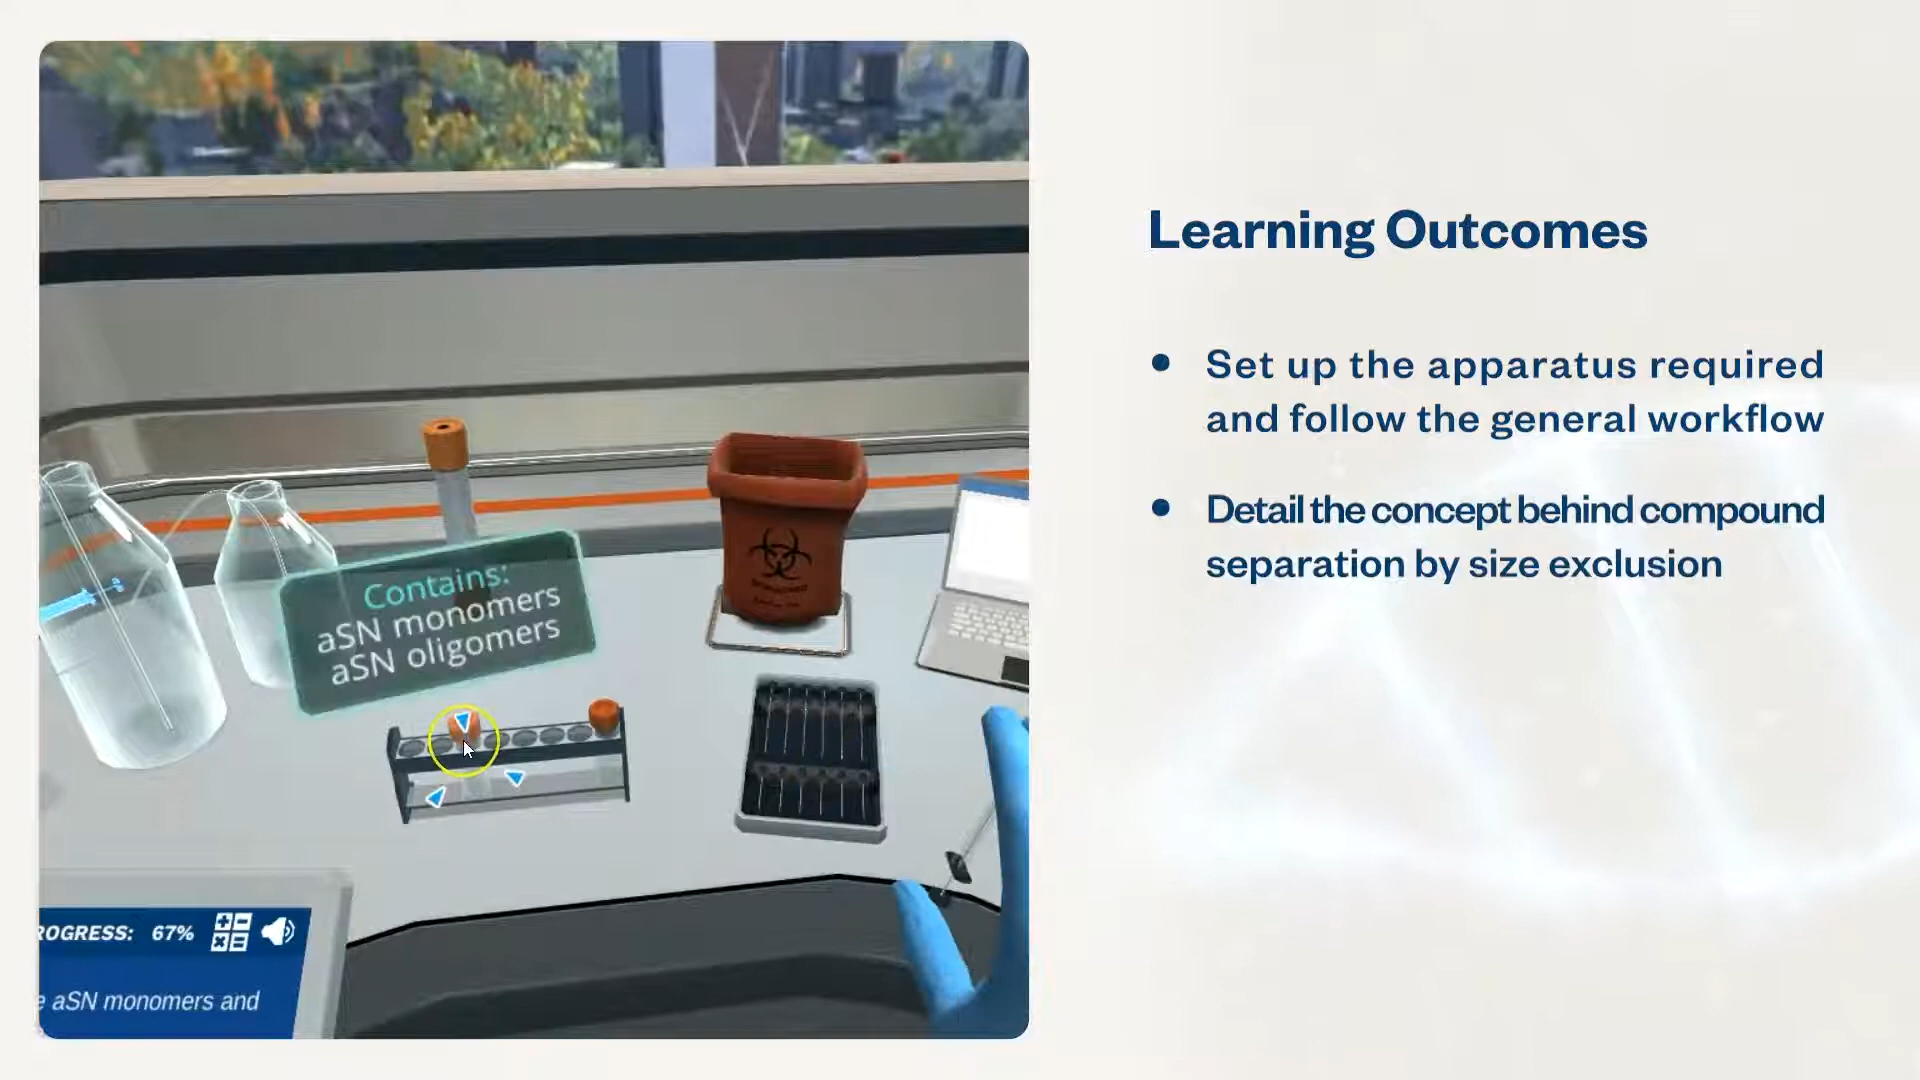 Learning Outcomes
Set up the apparatus required
and follow the general workflow
Detail the concept behind compound
separation by size exclusion
Contains:
aSN monomers
aSN oligomers
ROGRESS: 67%
aSN monomers and